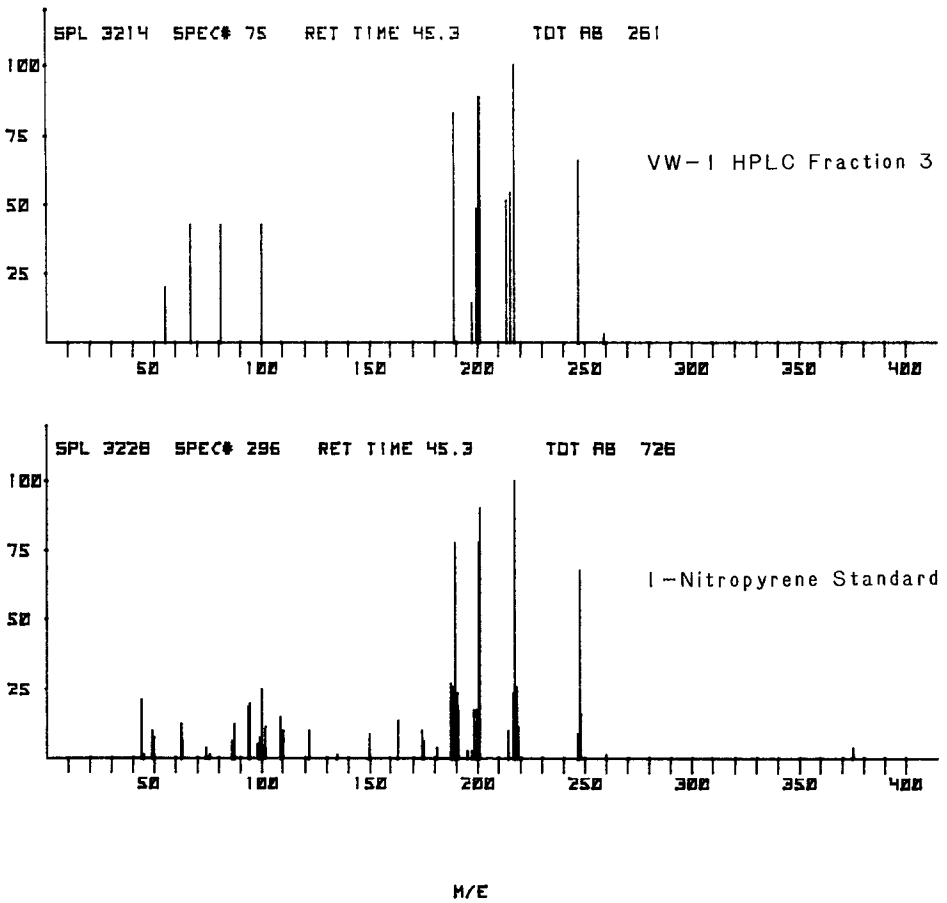 SPL 3214 SPEC# 75 RET TIME 45.3 TOT AB 261
100
75
50
25
VW-1 HPLC Fraction 3
50 100 150 200 250 300 350 400
SPL 3228 SPEC# 296 RET TIME 45.3 TOT AB 726
100
75
50
25
1-Nitropyrene Standard
50 100 150 200 250 300 350 400
M/E